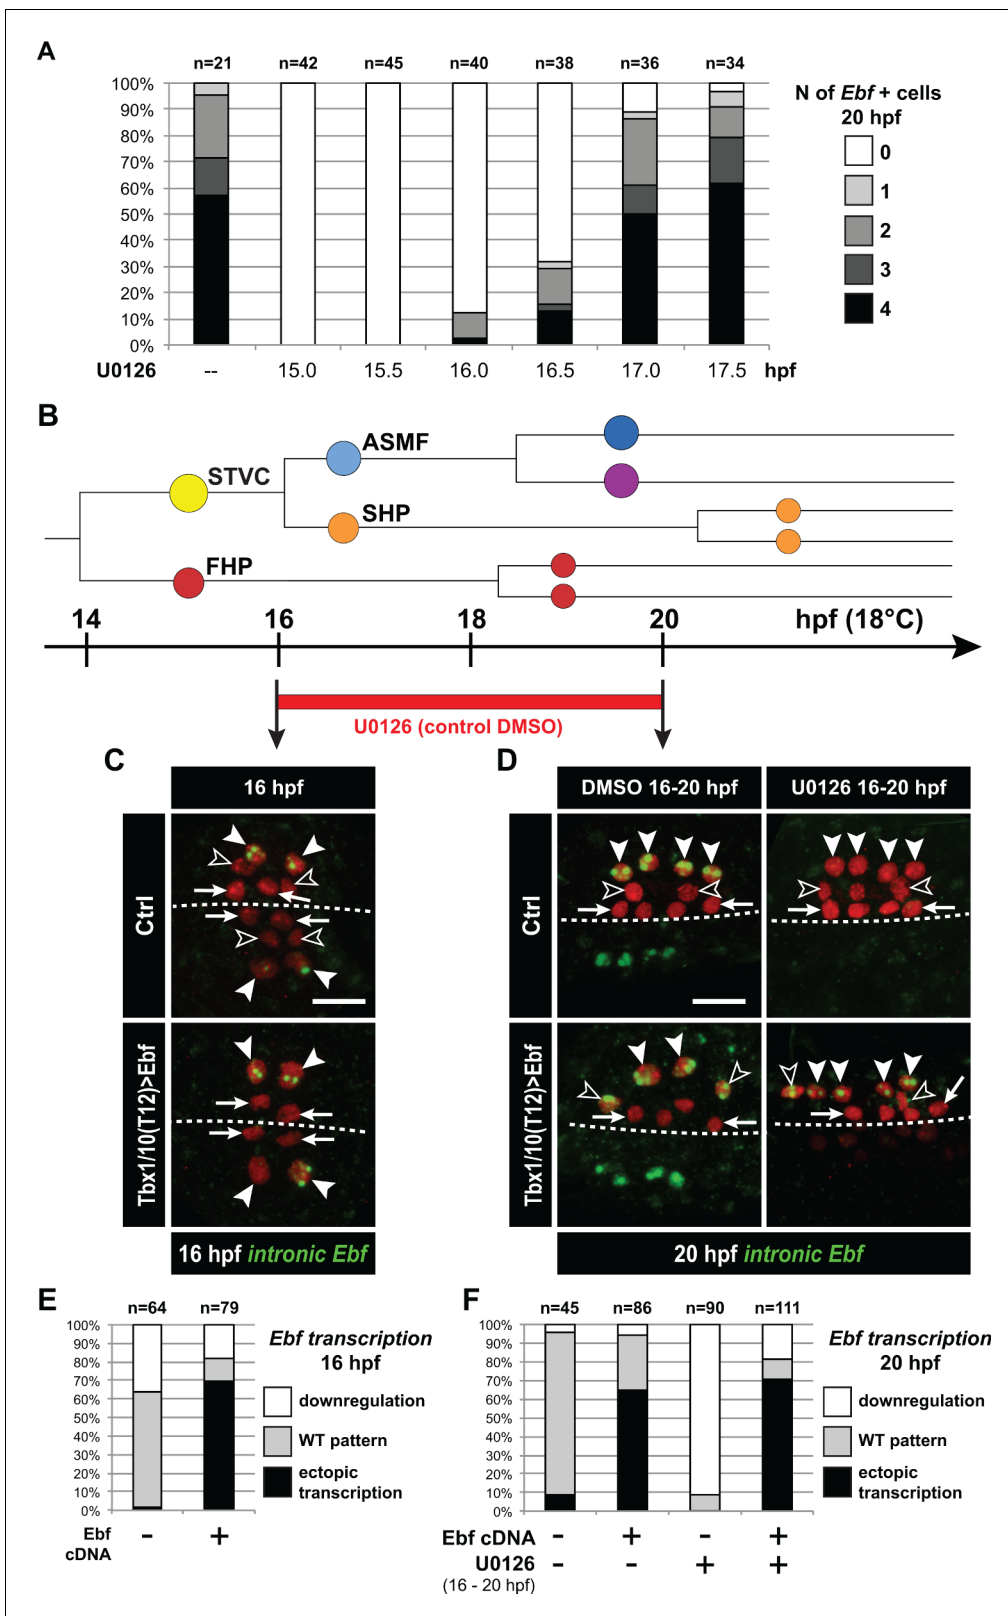 A
n=21 n=42 n=45 n=40 n=38 n=36 n=34
100%
90%
80%
70%
60%
50%
40%
30%
20%
10%
0%
U0126 -- 15.0 15.5 16.0 16.5 17.0 17.5 hpf
N of Ebf + cells
20 hpf
0
1
2
3
4
B
ASMF
STVC
SHP
FHP
14 16 18 20 hpf (18°C)
U0126 (control DMSO)
C
16 hpf
Ctrl
Tbx1/10(T12)>Ebf
16 hpf intronic Ebf
D
DMSO 16-20 hpf U0126 16-20 hpf
Ctrl
Tbx1/10(T12)>Ebf
20 hpf intronic Ebf
E
n=64 n=79
100%
90%
80%
70%
60%
50%
40%
30%
20%
10%
0%
Ebf - +
cDNA
Ebf transcription
16 hpf
downregulation
WT pattern
ectopic
transcription
F
n=45 n=86 n=90 n=111
100%
90%
80%
70%
60%
50%
40%
30%
20%
10%
0%
Ebf cDNA - + - +
U0126 - - + +
(16 - 20 hpf)
Ebf transcription
20 hpf
downregulation
WT pattern
ectopic
transcription